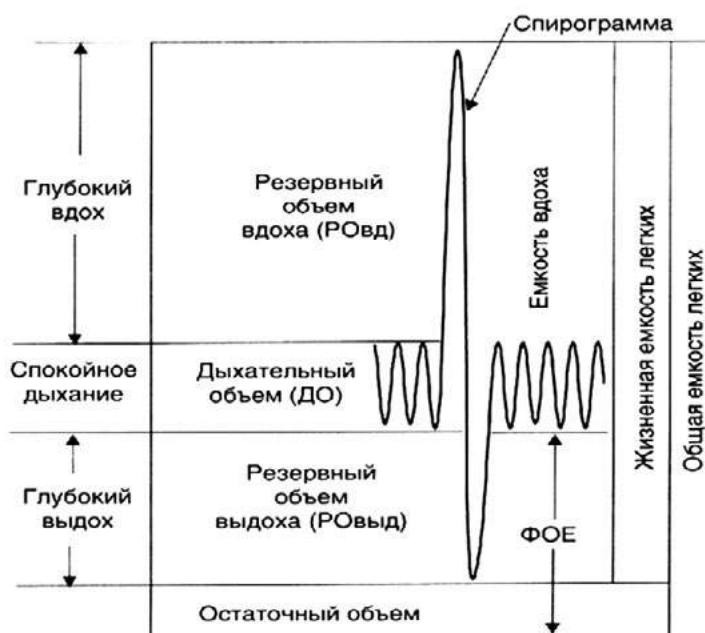 Спирограмма
Глубокий
вдох
Резервный
объем
вдоха (РОвд)
Емкость вдоха
Жизненная емкость легких
Общая емкость легких
Спокойное
дыхание
Дыхательный
объем (ДО)
Глубокий
выдох
Резервный
объем
выдоха (РОвыд)
ФОЕ
Остаточный объем